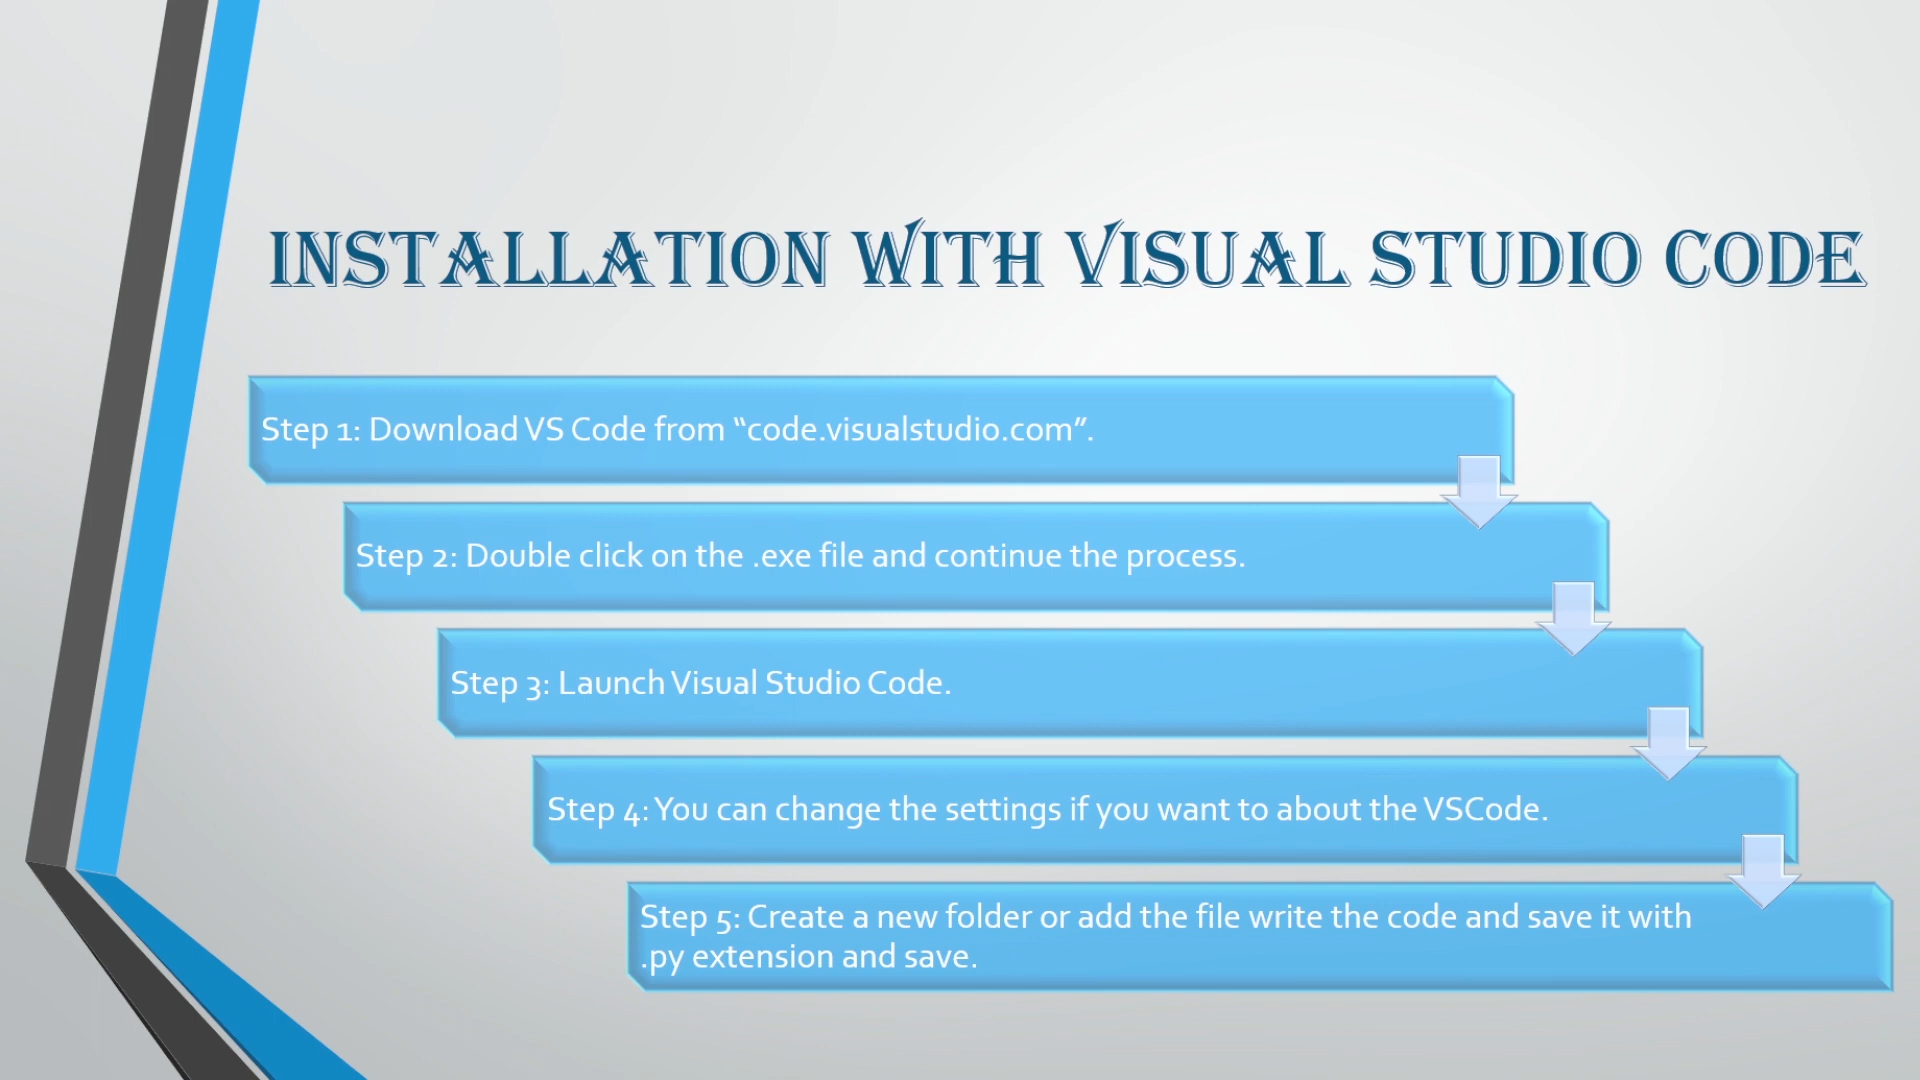 INSTALLATION WITH VISUAL STUDIO CODE
Step 1: Download VS Code from “code.visualstudio.com”.
Step 2: Double click on the .exe file and continue the process.
Step 3: Launch Visual Studio Code.
Step 4: You can change the settings if you want to about the VSCode.
Step 5: Create a new folder or add the file write the code and save it with
.py extension and save.